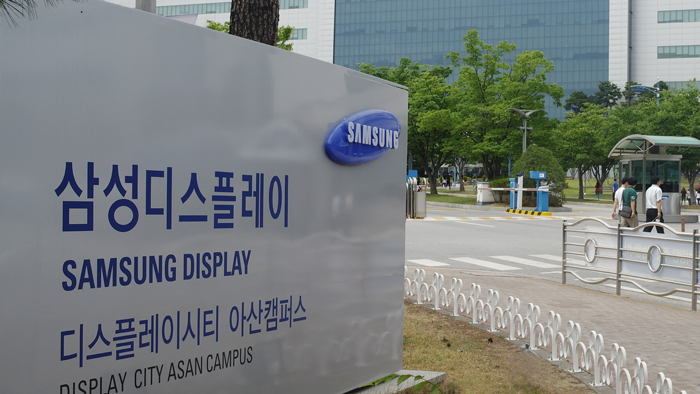 SAMSUNG
삼성디스플레이
SAMSUNG DISPLAY
디스플레이시티 아산캠퍼스
DISPLAY CITY ASAN CAMPUS